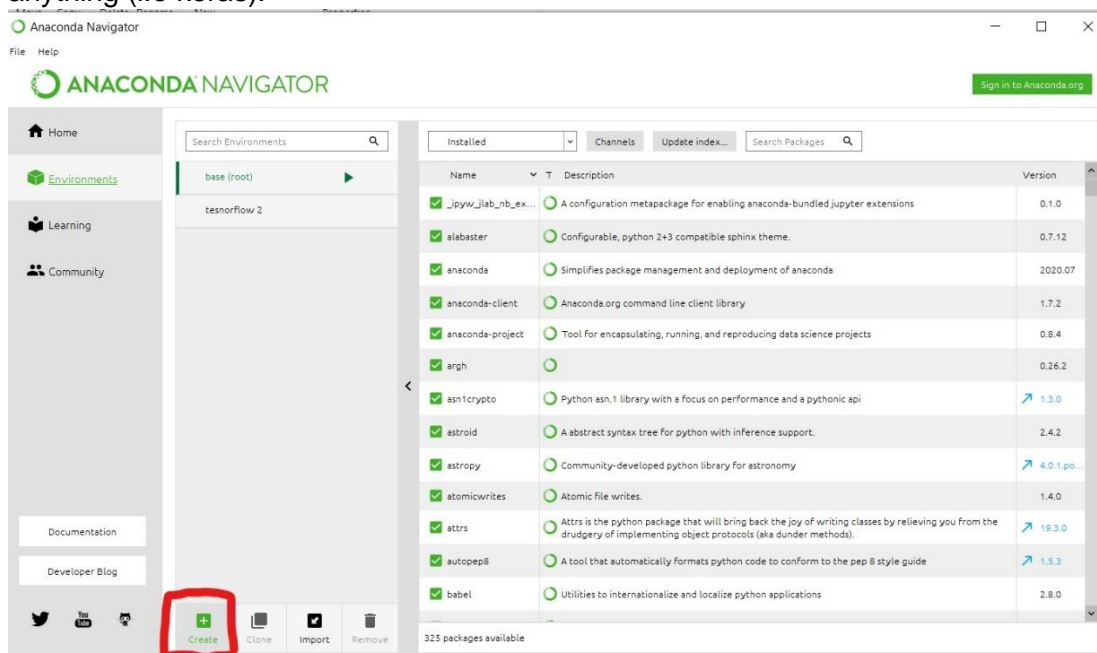 anything (i.e keras).
Anaconda Navigator
File Help
ANACONDA NAVIGATOR
Sign in to Anaconda.org
Home
Environments
Learning
Community
Documentation
Developer Blog
You
Tube
Search Environments
base (root)
tesnorflow 2
Create Clone Import Remove
Installed Channels Update index... Search Packages
Name T Description Version
_ipyw_jlab_nb_ex... A configuration metapackage for enabling anaconda-bundled jupyter extensions 0.1.0
alabaster Configurable, python 2+3 compatible sphinx theme. 0.7.12
anaconda Simplifies package management and deployment of anaconda 2020.07
anaconda-client Anaconda.org command line client library 1.7.2
anaconda-project Tool for encapsulating, running, and reproducing data science projects 0.8.4
argh 0.26.2
asn1crypto Python asn.1 library with a focus on performance and a pythonic api 1.3.0
astroid A abstract syntax tree for python with inference support. 2.4.2
astropy Community-developed python library for astronomy 4.0.1.po...
atomicwrites Atomic file writes. 1.4.0
attrs Attrs is the python package that will bring back the joy of writing classes by relieving you from the
drudgery of implementing object protocols (aka dunder methods). 19.3.0
autopep8 A tool that automatically formats python code to conform to the pep 8 style guide 1.5.3
babel Utilities to internationalize and localize python applications 2.8.0
325 packages available